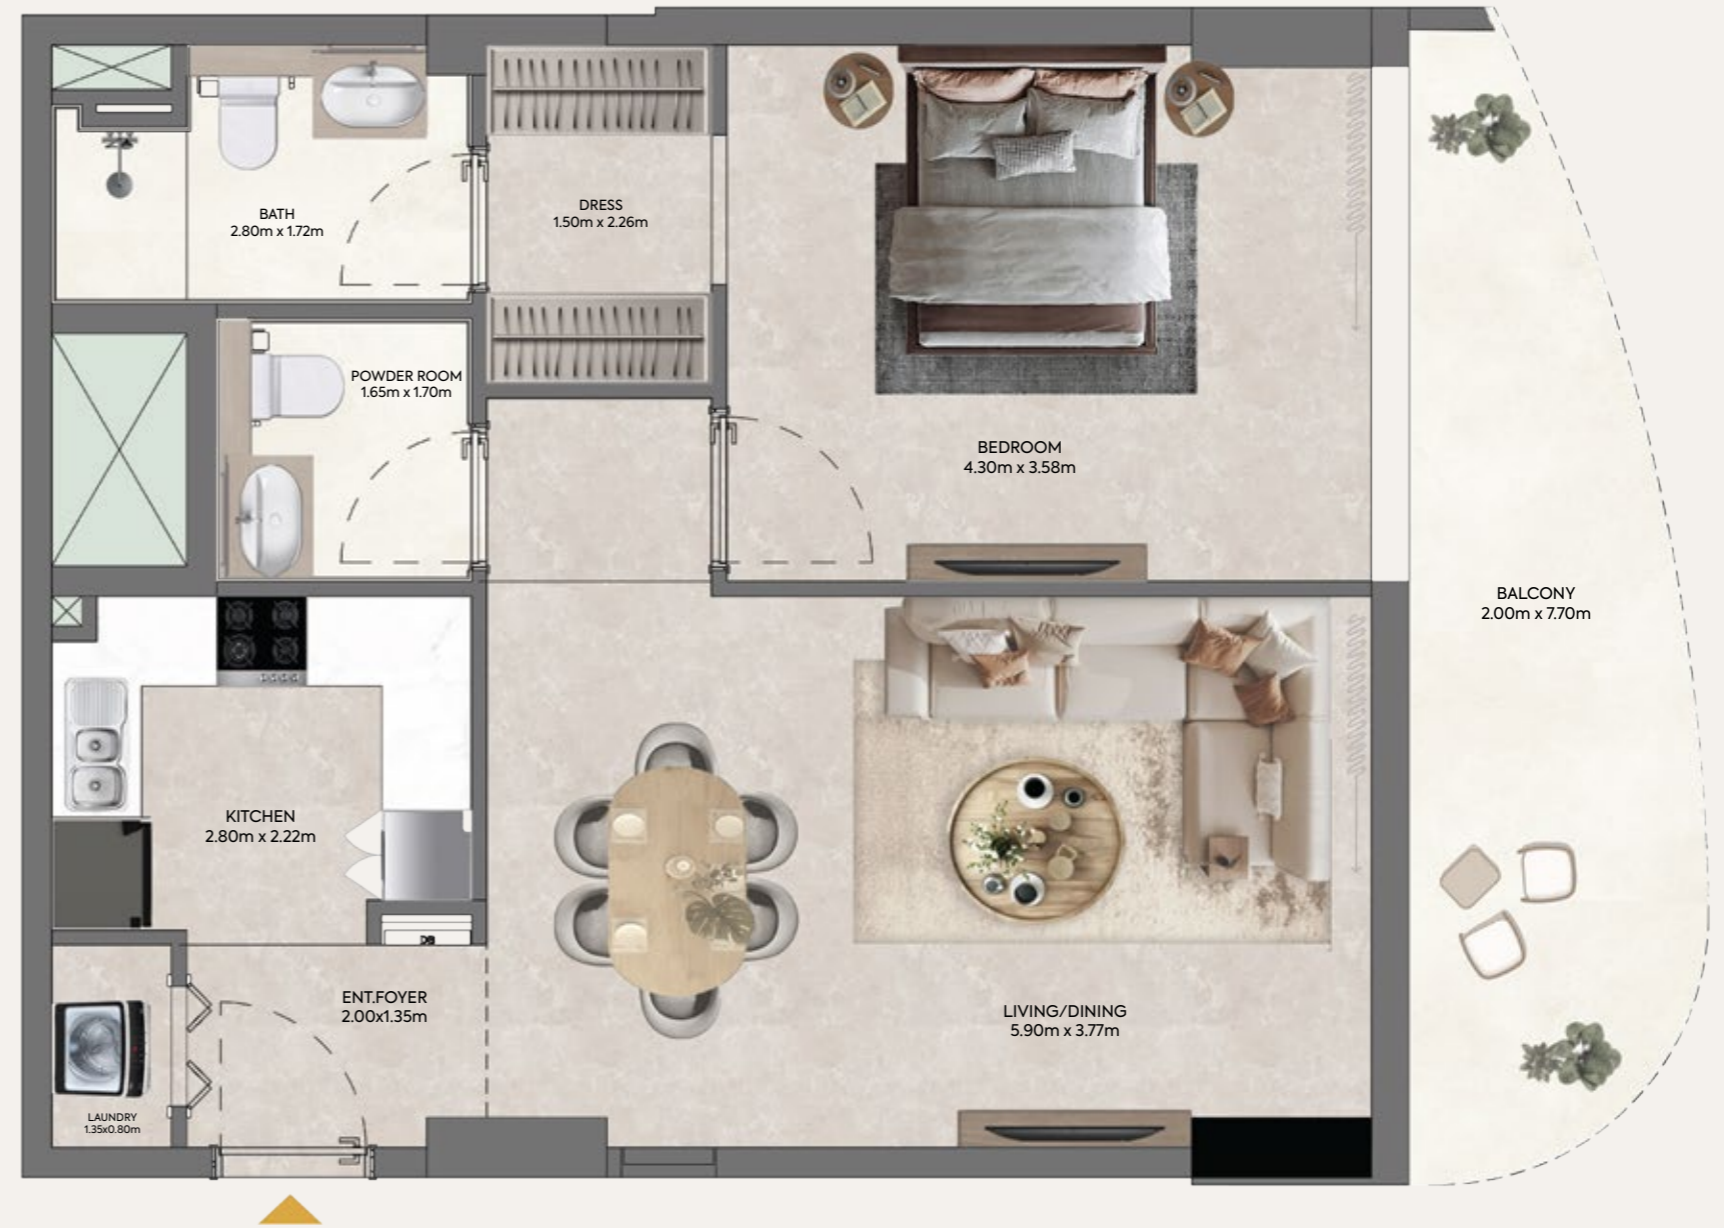 BATH
2.80m x 1.72m
DRESS
1.50m x 2.26m
POWDER ROOM
1.65m x 1.70m
BEDROOM
4.30m x 3.58m
BALCONY
2.00m x 7.70m
KITCHEN
2.80m x 2.22m
DB
ENT.FOYER
2.00x1.35m
LIVING/DINING
5.90m x 3.77m
LAUNDRY
1.35x0.80m